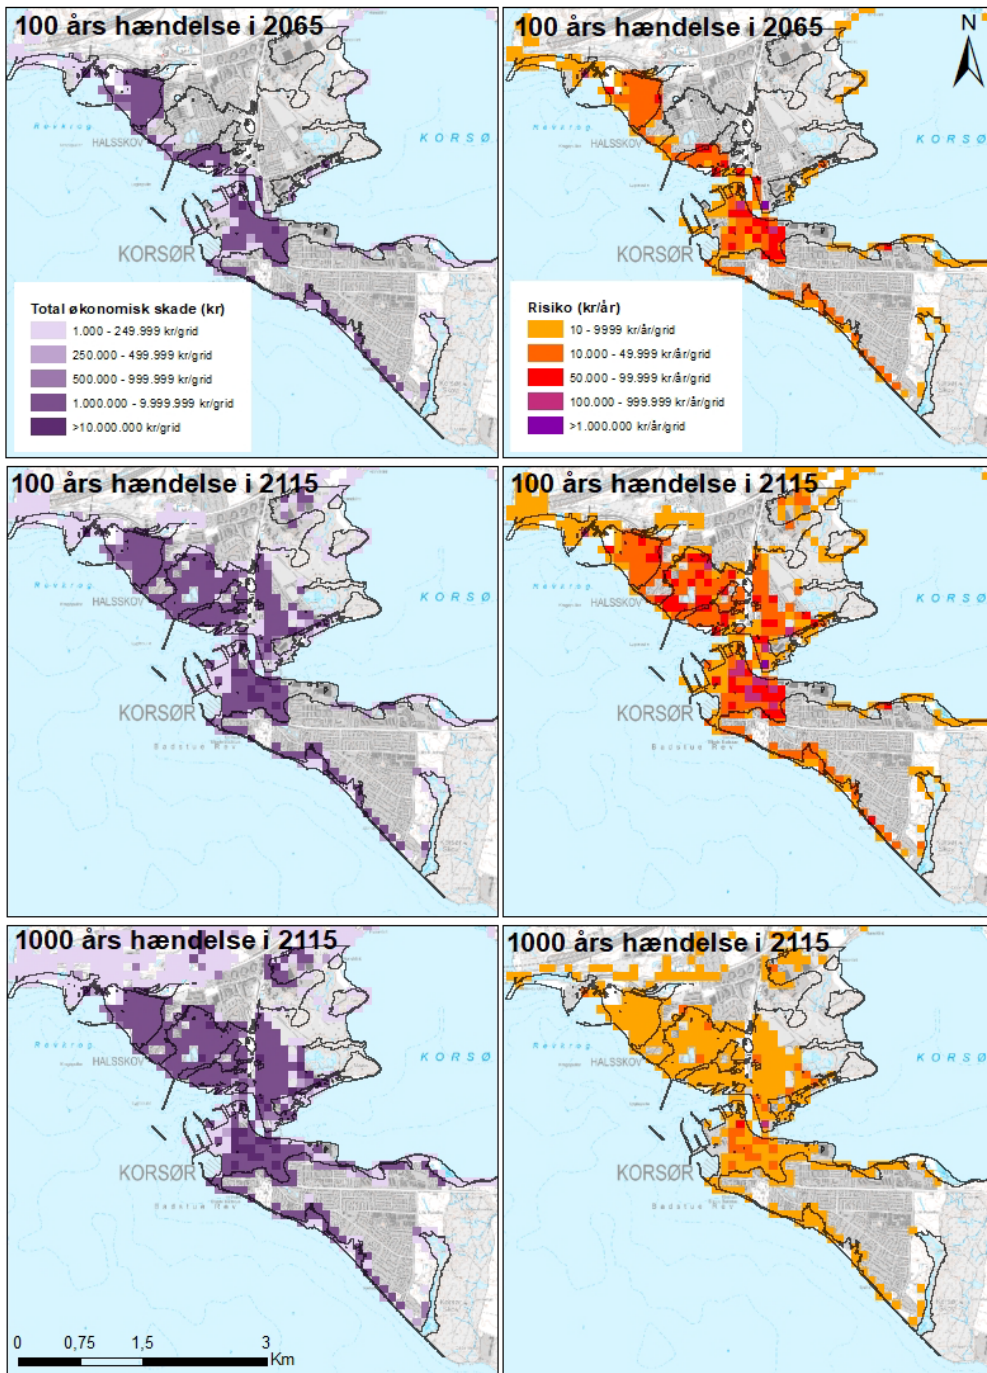 100 års hændelse i 2065
Revkrog
HALSSKOV
KORSØ
KORSØR
Total økonomisk skade (kr)
1.000 - 249.999 kr/grid
250.000 - 499.999 kr/grid
500.000 - 999.999 kr/grid
1.000.000 - 9.999.999 kr/grid
>10.000.000 kr/grid
100 års hændelse i 2065
N
Revkrog
HALSSKOV
KORSØ
KORSØR
Risiko (kr/år)
10 - 9999 kr/år/grid
10.000 - 49.999 kr/år/grid
50.000 - 99.999 kr/år/grid
100.000 - 999.999 kr/år/grid
>1.000.000 kr/år/grid
100 års hændelse i 2115
Revkrog
HALSSKOV
KORSØ
KORSØR
Badstue Rev
100 års hændelse i 2115
Revkrog
HALSSKOV
KORSØ
KORSØR
Badstue Rev
1000 års hændelse i 2115
Revkrog
HALSSKOV
KORSØ
KORSØR
Badstue Rev
0 0,75 1,5 3
Km
1000 års hændelse i 2115
Revkrog
HALSSKOV
KORSØ
KORSØR
Badstue Rev